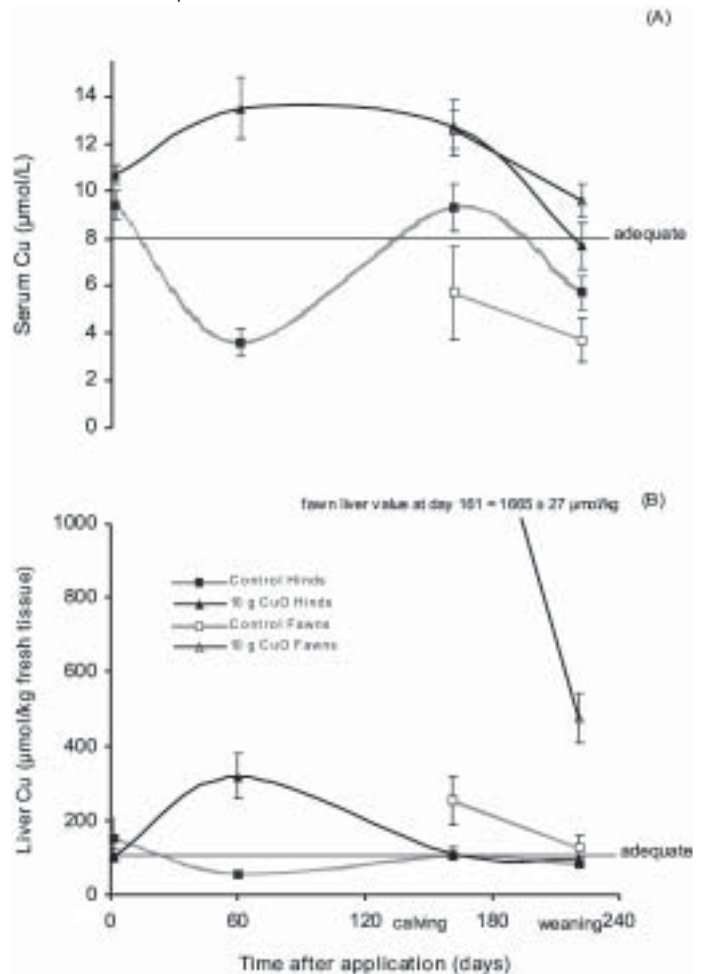 (A)
14
12
10
8
6
4
2
0
Serum Cu (µmol/L)
adequate
fawn liver value at day 161 = 1665 ± 27 µmol/kg
(B)
1000
800
600
400
200
0
Liver Cu (µmol/kg fresh tissue)
Control Hinds
CuO Hinds
Control Fawns
CuO Fawns
adequate
0 60 120 calving 180 weaning 240
Time after application (days)